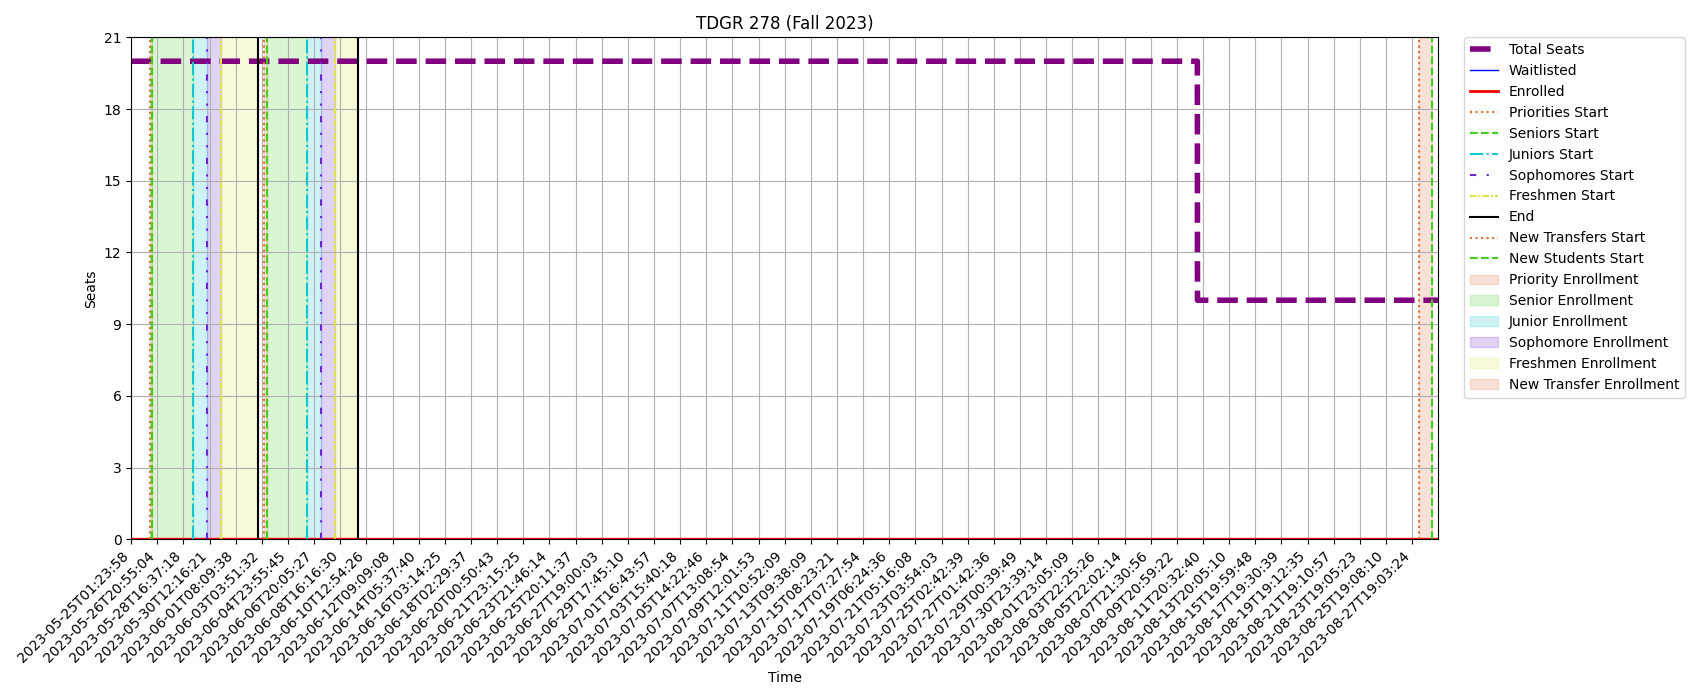 TDGR 278 (Fall 2023)
21
18
15
12
9
6
3
0
Seats
2023-05-25T01:23:58
2023-05-26T20:55:04
2023-05-28T16:37:18
2023-05-30T12:16:21
2023-06-01T08:09:38
2023-06-03T03:51:32
2023-06-04T23:55:45
2023-06-06T20:05:27
2023-06-08T16:16:30
2023-06-10T12:54:26
2023-06-12T09:09:08
2023-06-14T05:37:40
2023-06-16T03:14:25
2023-06-18T02:29:37
2023-06-20T00:50:43
2023-06-21T23:15:25
2023-06-23T21:46:14
2023-06-25T20:11:37
2023-06-27T19:00:03
2023-06-29T17:45:10
2023-07-01T16:43:57
2023-07-03T15:40:18
2023-07-05T14:22:46
2023-07-07T13:08:54
2023-07-09T12:01:53
2023-07-11T10:52:09
2023-07-13T09:38:09
2023-07-15T08:23:21
2023-07-17T07:27:54
2023-07-19T06:24:36
2023-07-21T05:16:08
2023-07-23T03:54:03
2023-07-25T02:42:39
2023-07-27T01:42:36
2023-07-29T00:39:49
2023-07-30T23:39:14
2023-08-01T23:05:09
2023-08-03T22:25:26
2023-08-05T22:02:14
2023-08-07T21:30:56
2023-08-09T20:59:22
2023-08-11T20:32:40
2023-08-13T20:05:10
2023-08-15T19:59:48
2023-08-17T19:30:39
2023-08-19T19:12:35
2023-08-21T19:10:57
2023-08-23T19:05:23
2023-08-25T19:08:10
2023-08-27T19:03:24
Time
Total Seats
Waitlisted
Enrolled
Priorities Start
Seniors Start
Juniors Start
Sophomores Start
Freshmen Start
End
New Transfers Start
New Students Start
Priority Enrollment
Senior Enrollment
Junior Enrollment
Sophomore Enrollment
Freshmen Enrollment
New Transfer Enrollment